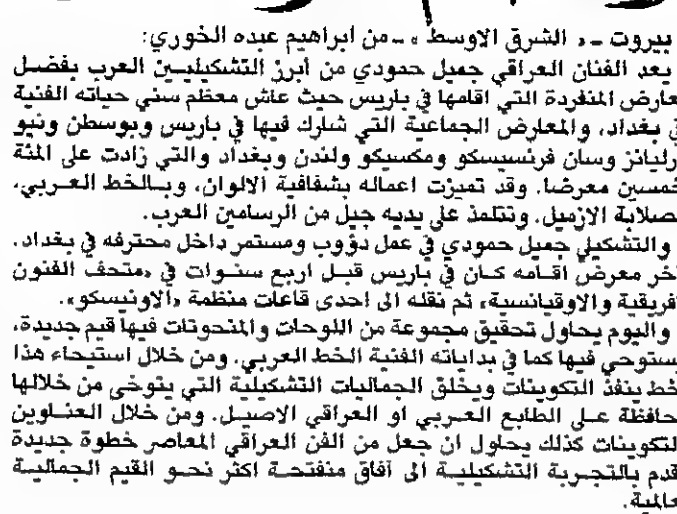 بيروت - « الشرق الاوسط » - من ابراهيم عبده الخوري:
يعد الفنان العراقي جميل حمودي من ابرز التشكيليين العرب بفضل
عارض المنفردة التي اقامها في باريس حيث عاش معظم سني حياته الفنية
في بغداد، والمعارض الجماعية التي شارك فيها في باريس وبوسطن ونيو
رليانز وسان فرنسيسكو ومكسيكو ولندن وبغداد والتي زادت على المئة
خمسين معرضا. وقد تميزت اعماله بشفافية الالوان، وبالخط العربي،
صلابة الازميل. وتتلمذ على يديه جيل من الرسامين العرب.
والتشكيلي جميل حمودي في عمل دؤوب ومستمر داخل محترفه في بغداد.
آخر معرض اقامه كان في باريس قبل اربع سنوات في «متحف الفنون
افريقية والاوقيانسية» ثم نقله الى احدى قاعات منظمة «الاونيسكو».
واليوم يحاول تحقيق مجموعة من اللوحات والمنحوتات فيها قيم جديدة،
يستوحي فيها كما في بداياته الفنية الخط العربي. ومن خلال استيحاء هذا
خط ينفذ التكوينات ويخلق الجماليات التشكيلية التي يتوخى من خلالها
حافظة على الطابع العربي او العراقي الاصيل. ومن خلال العناوين
لتكوينات كذلك يحاول ان جعل من الفن العراقي المعاصر خطوة جديدة
قدم بالتجربة التشكيلية الى آفاق منفتحة اكثر نحو القيم الجمالية
عالمية.